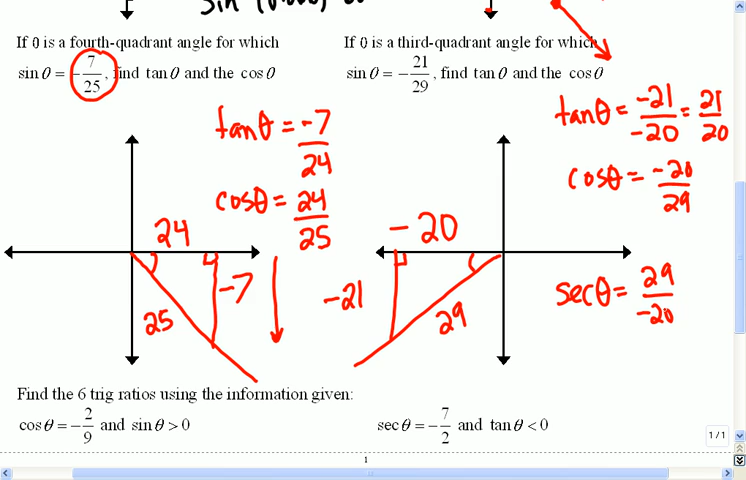 If θ is a fourth-quadrant angle for which
sin θ = -7/25, find tan θ and the cos θ
tanθ = -7/24
cosθ = 24/25
24
-7
25
If θ is a third-quadrant angle for which
sin θ = -21/29, find tan θ and the cos θ
tanθ = -21/-20 = 21/20
cosθ = -20/29
-20
-21
29
secθ = 29/-20
Find the 6 trig ratios using the information given:
cos θ = -2/9 and sin θ > 0
sec θ = -7/2 and tan θ < 0
1/1
1